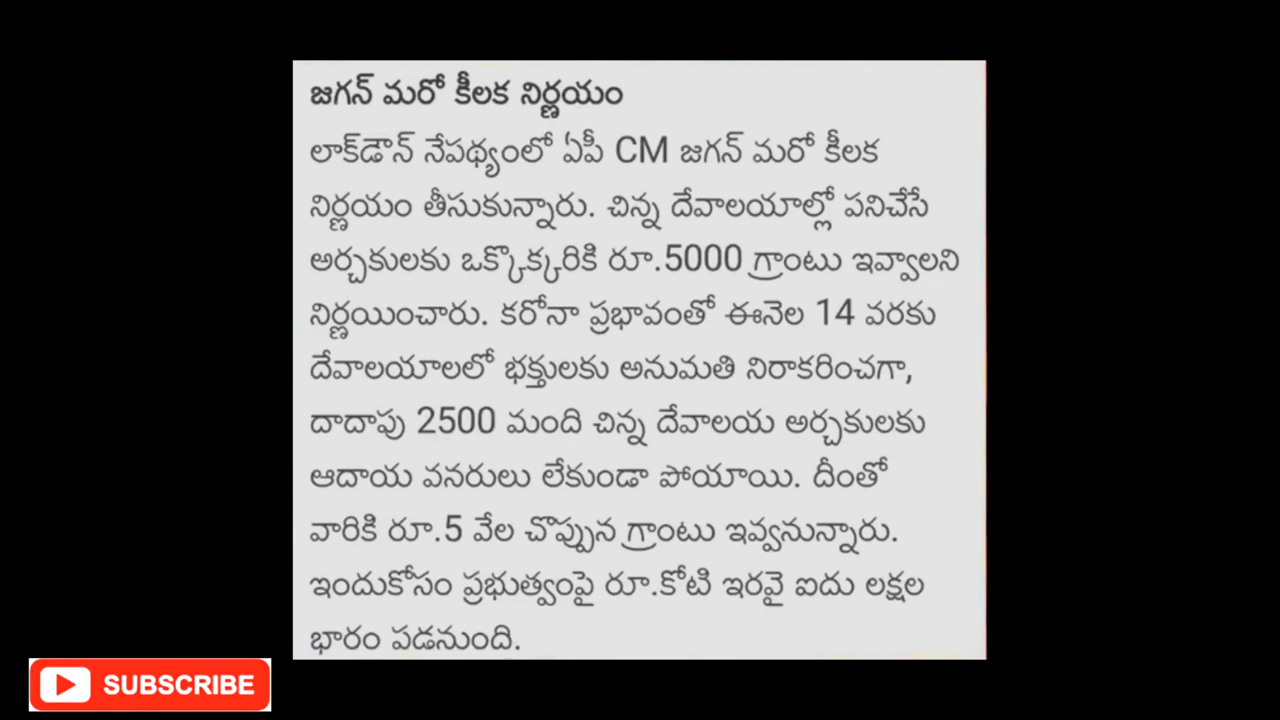 జగన్ మరో కీలక నిర్ణయం
లాక్‌డౌన్ నేపథ్యంలో ఏపీ CM జగన్ మరో కీలక
నిర్ణయం తీసుకున్నారు. చిన్న దేవాలయాల్లో పనిచేసే
అర్చకులకు ఒక్కొక్కరికి రూ.5000 గ్రాంటు ఇవ్వాలని
నిర్ణయించారు. కరోనా ప్రభావంతో ఈనెల 14 వరకు
దేవాలయాలలో భక్తులకు అనుమతి నిరాకరించగా,
దాదాపు 2500 మంది చిన్న దేవాలయ అర్చకులకు
ఆదాయ వనరులు లేకుండా పోయాయి. దీంతో
వారికి రూ.5 వేల చొప్పున గ్రాంటు ఇవ్వనున్నారు.
ఇందుకోసం ప్రభుత్వంపై రూ.కోటి ఇరవై ఐదు లక్షల
భారం పడనుంది.
SUBSCRIBE